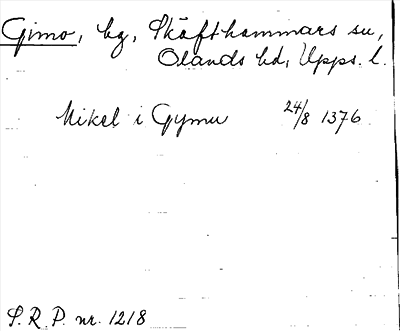 Gimo, bg, Skäfthammars sn,
Olands hd, Upps. l.
Mikel i Gymu 24/8 1376
S.R.P. nr. 1218